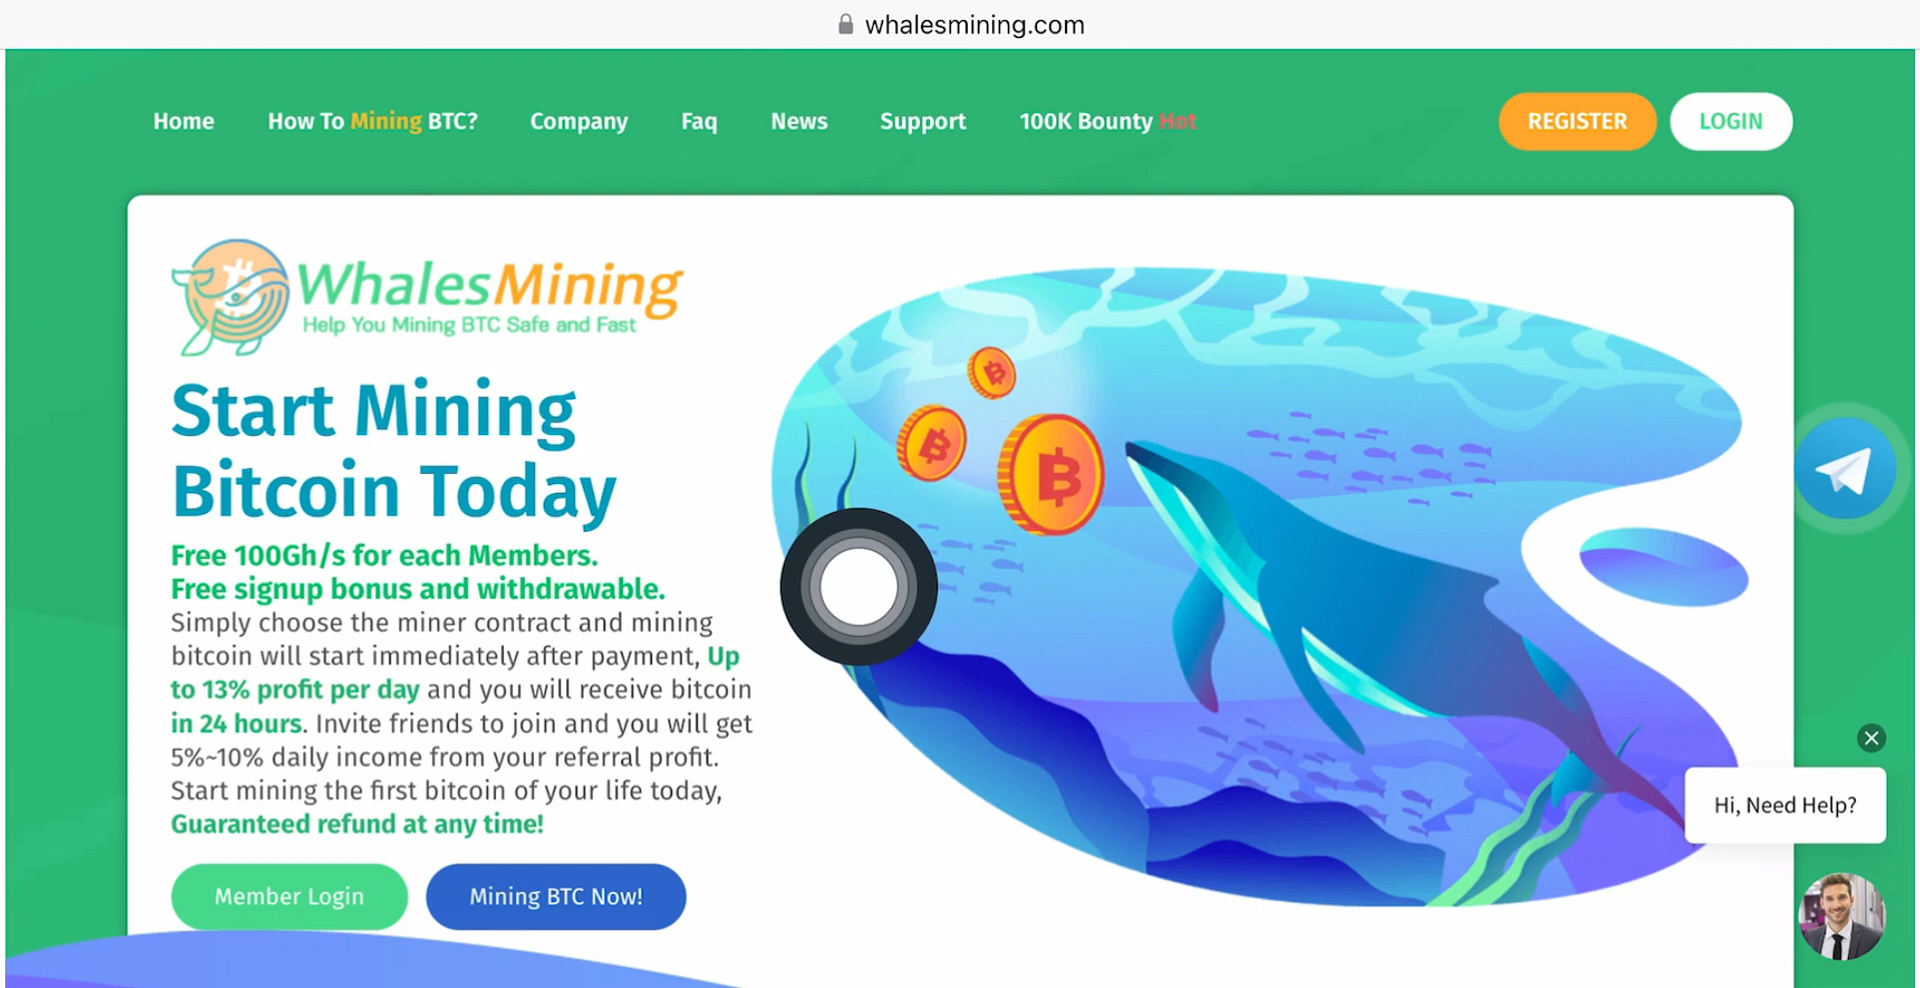 whalesmining.com
Home How To Mining BTC? Company Faq News Support 100K Bounty Hot REGISTER LOGIN
WhalesMining
Help You Mining BTC Safe and Fast
Start Mining
Bitcoin Today
Free 100Gh/s for each Members.
Free signup bonus and withdrawable.
Simply choose the miner contract and mining
bitcoin will start immediately after payment, Up
to 13% profit per day and you will receive bitcoin
in 24 hours. Invite friends to join and you will get
5%~10% daily income from your referral profit.
Start mining the first bitcoin of your life today,
Guaranteed refund at any time!
Member Login Mining BTC Now!
Hi, Need Help?